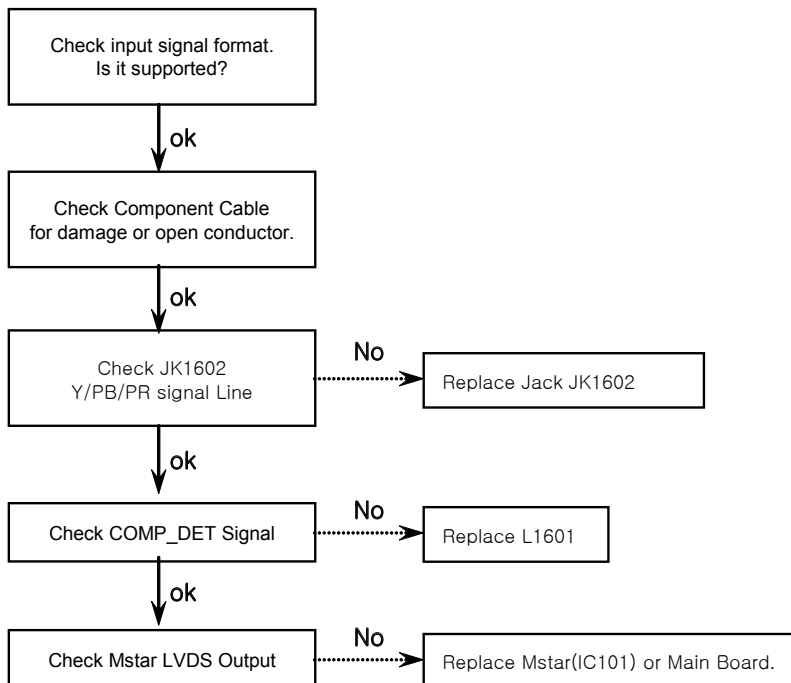 Check input signal format.
Is it supported?
ok
Check Component Cable
for damage or open conductor.
ok
Check JK1602
Y/PB/PR signal Line
No
Replace Jack JK1602
ok
Check COMP_DET Signal
No
Replace L1601
ok
Check Mstar LVDS Output
No
Replace Mstar(IC101) or Main Board.